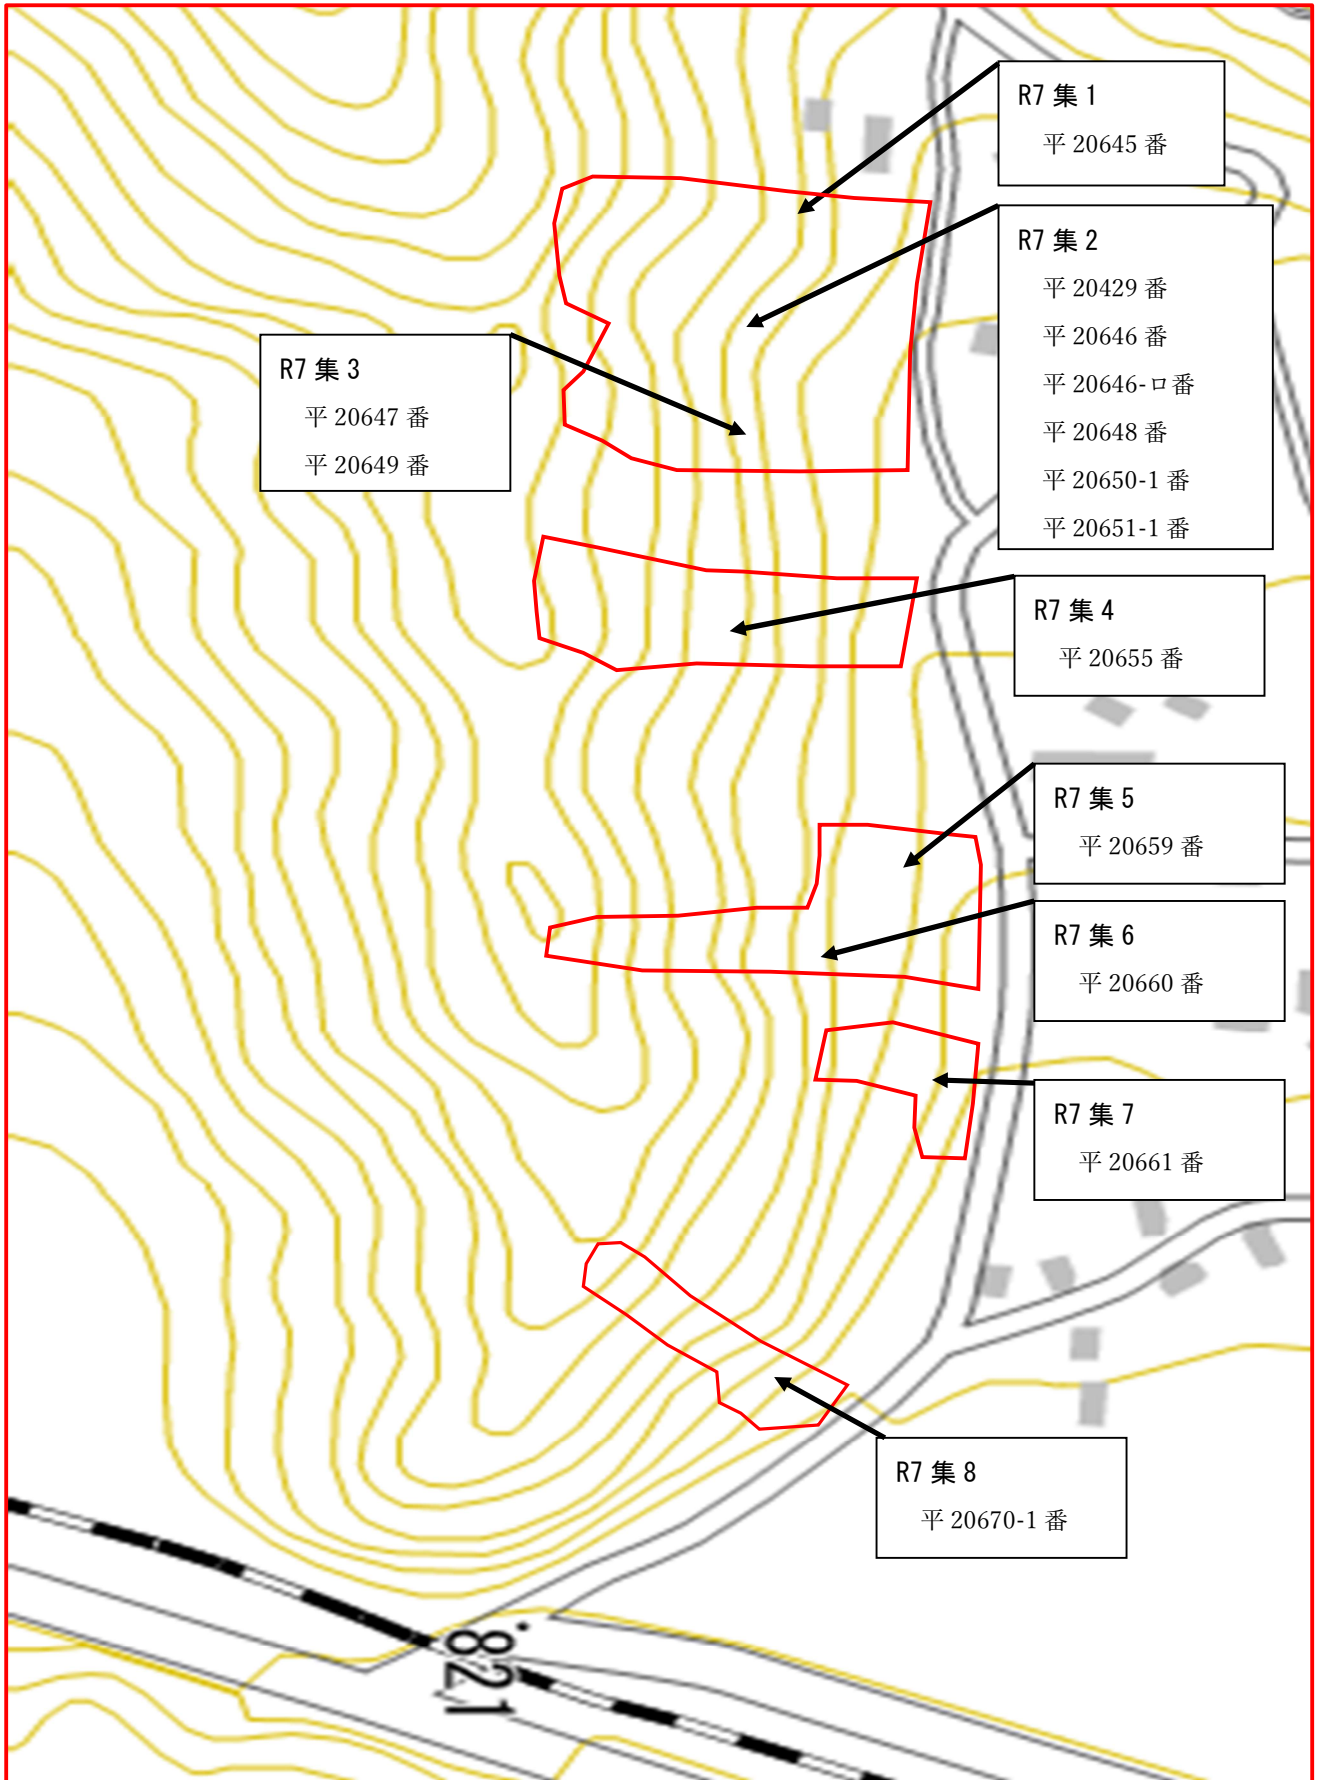 R7 集 1
平 20645 番
R7 集 2
平 20429 番
平 20646 番
平 20646-ロ番
平 20648 番
平 20650-1 番
平 20651-1 番
R7 集 3
平 20647 番
平 20649 番
R7 集 4
平 20655 番
R7 集 5
平 20659 番
R7 集 6
平 20660 番
R7 集 7
平 20661 番
R7 集 8
平 20670-1 番
821